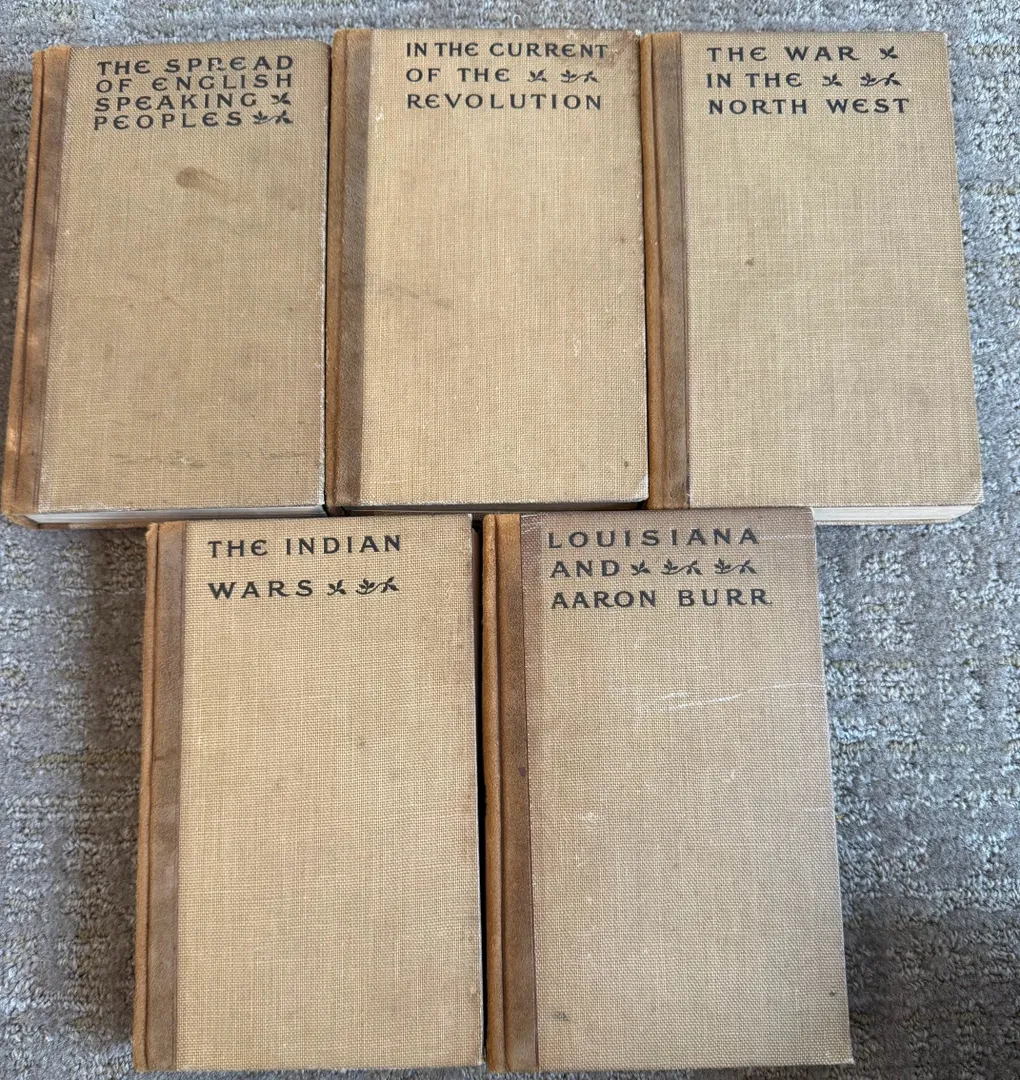 THE SPREAD
OF ENGLISH
SPEAKING
PEOPLES
IN THE CURRENT
OF THE
REVOLUTION
THE WAR
IN THE
NORTH WEST
THE INDIAN
WARS
LOUISIANA
AND
AARON BURR